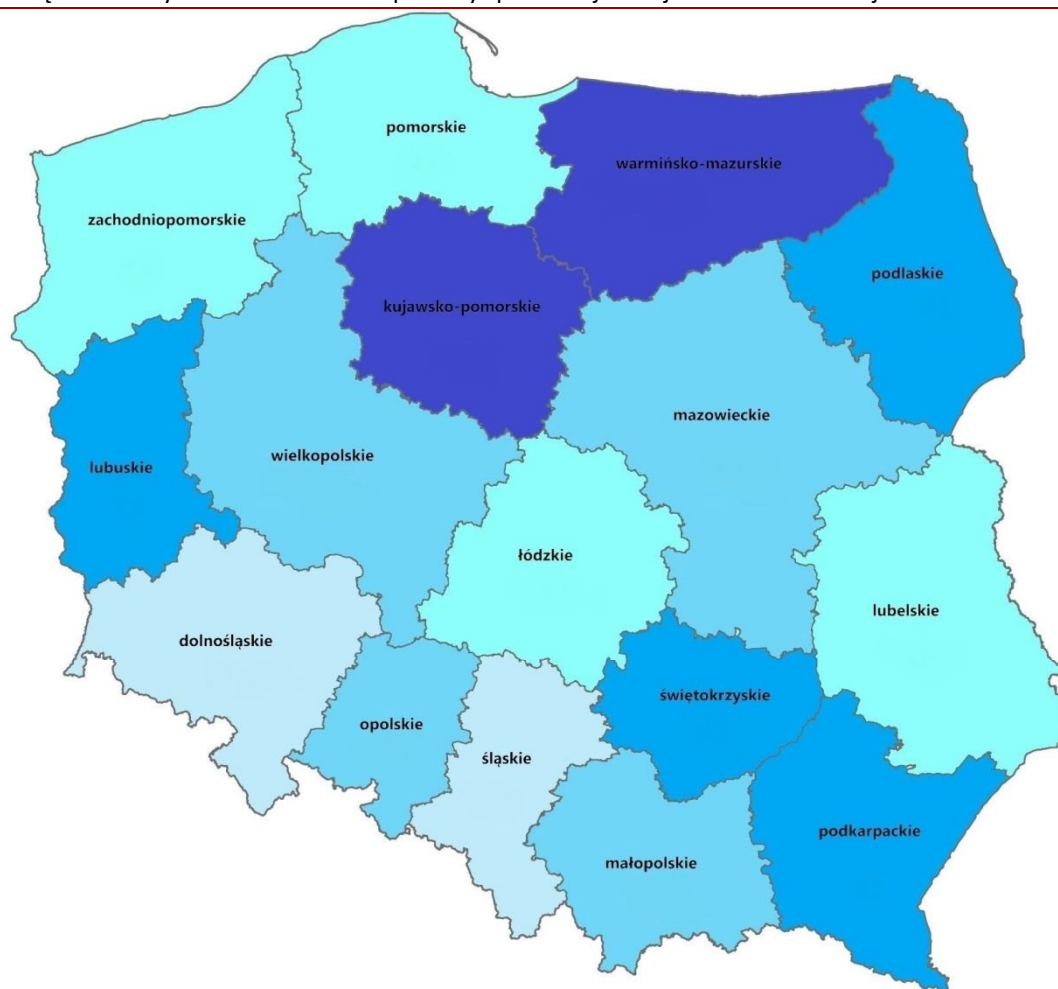 pomorskie
warmińsko-mazurskie
zachodniopomorskie
podlaskie
kujawsko-pomorskie
mazowieckie
wielkopolskie
lubuskie
łódzkie
lubelskie
dolnośląskie
świętokrzyskie
opolskie
śląskie
podkarpackie
małopolskie